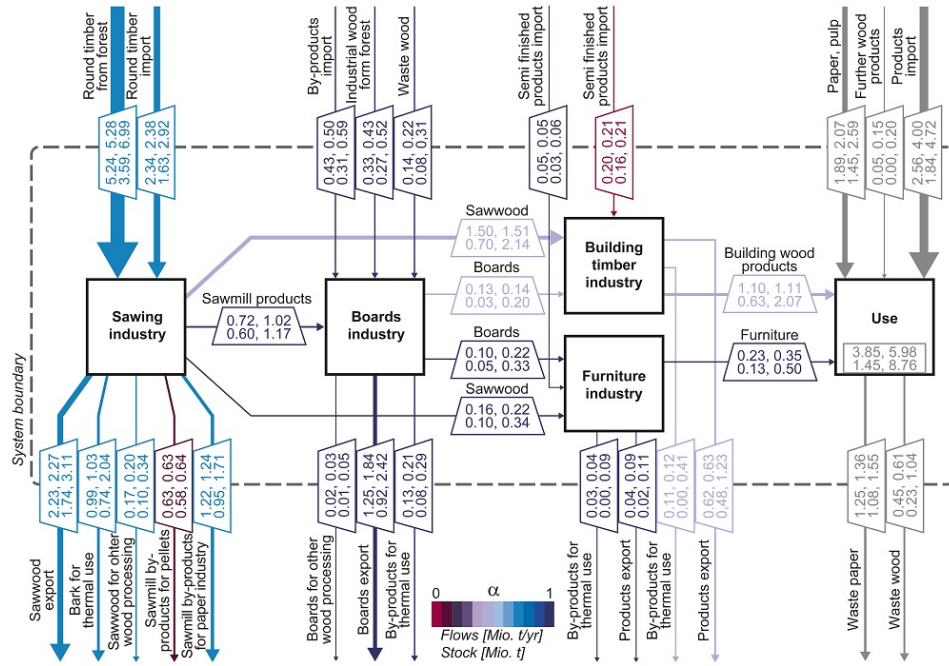 Round timber
from forest
Round timber
import
By-products
import
Industrial wood
form forest
Waste wood
Semi finished
products import
Semi finished
products import
Paper, pulp
Further wood
products
Products
import
5.24, 5.28
3.59, 6.99
2.34, 2.38
1.63, 2.92
0.43, 0.50
0.31, 0.59
0.33, 0.43
0.27, 0.52
0.14, 0.22
0.08, 0.31
0.05, 0.05
0.03, 0.06
0.20, 0.21
0.16, 0.21
1.89, 2.07
1.45, 2.59
0.05, 0.15
0.00, 0.20
2.56, 4.00
1.84, 4.72
System boundary
Sawwood
1.50, 1.51
0.70, 2.14
Building
timber
industry
Boards
0.13, 0.14
0.03, 0.20
Building wood
products
1.10, 1.11
0.63, 2.07
Sawing
industry
Sawmill products
0.72, 1.02
0.60, 1.17
Boards
industry
Use
3.85, 5.98
1.45, 8.76
Boards
0.10, 0.22
0.05, 0.33
Furniture
industry
Furniture
0.23, 0.35
0.13, 0.50
Sawwood
0.16, 0.22
0.10, 0.34
2.23, 2.27
1.74, 3.11
0.99, 1.03
0.74, 2.04
0.17, 0.20
0.10, 0.34
0.63, 0.63
0.58, 0.64
1.22, 1.24
0.95, 1.71
0.02, 0.03
0.01, 0.05
1.25, 1.84
0.92, 2.42
0.13, 0.21
0.08, 0.29
0.03, 0.04
0.00, 0.09
0.04, 0.09
0.02, 0.11
0.11, 0.12
0.00, 0.41
0.62, 0.63
0,48, 1.23
1.25, 1.36
1.08, 1.55
0.45, 0.61
0.23, 1.04
Sawwood
export
Bark for
thermal use
Sawwood for ohter
wood processing
Sawmill by-
products for pellets
Sawmill by-products
for paper industry
Boards for other
wood processing
Boards export
By-products for
thermal use
By-products for
thermal use
Products export
By-products for
thermal use
Products export
Waste paper
Waste wood
0 α 1
Flows [Mio. t/yr]
Stock [Mio. t]